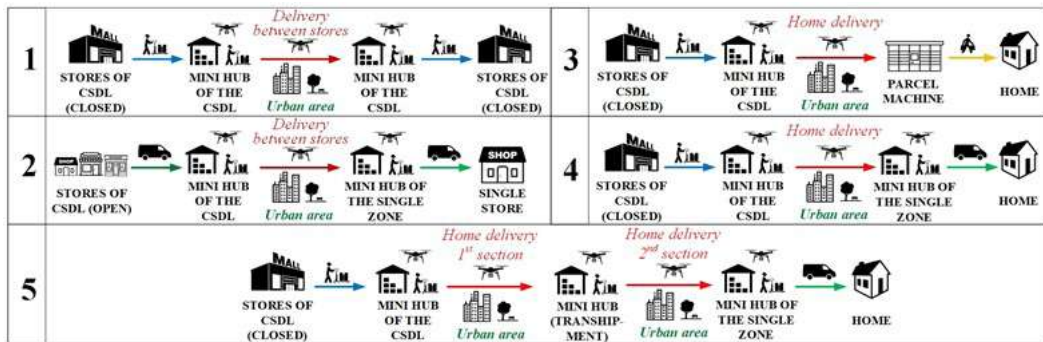 1
MALL
STORES OF
CSDL
(CLOSED)
MINI HUB
OF THE
CSDL
Delivery
between stores
Urban area
MINI HUB
OF THE
CSDL
MALL
STORES OF
CSDL
(CLOSED)
3
MALL
STORES OF
CSDL
(CLOSED)
MINI HUB
OF THE
CSDL
Home delivery
Urban area
PARCEL
MACHINE
HOME
2
SHOP
STORES OF
CSDL (OPEN)
MINI HUB
OF THE
CSDL
Delivery
between stores
Urban area
MINI HUB OF
THE SINGLE
ZONE
SHOP
SINGLE
STORE
4
MALL
STORES OF
CSDL
(CLOSED)
MINI HUB
OF THE
CSDL
Home delivery
Urban area
MINI HUB OF
THE SINGLE
ZONE
HOME
5
MALL
STORES OF
CSDL
(CLOSED)
MINI HUB
OF THE
CSDL
Home delivery
1st section
Urban area
MINI HUB
(TRANSHIP-
MENT)
Home delivery
2nd section
Urban area
MINI HUB OF
THE SINGLE
ZONE
HOME